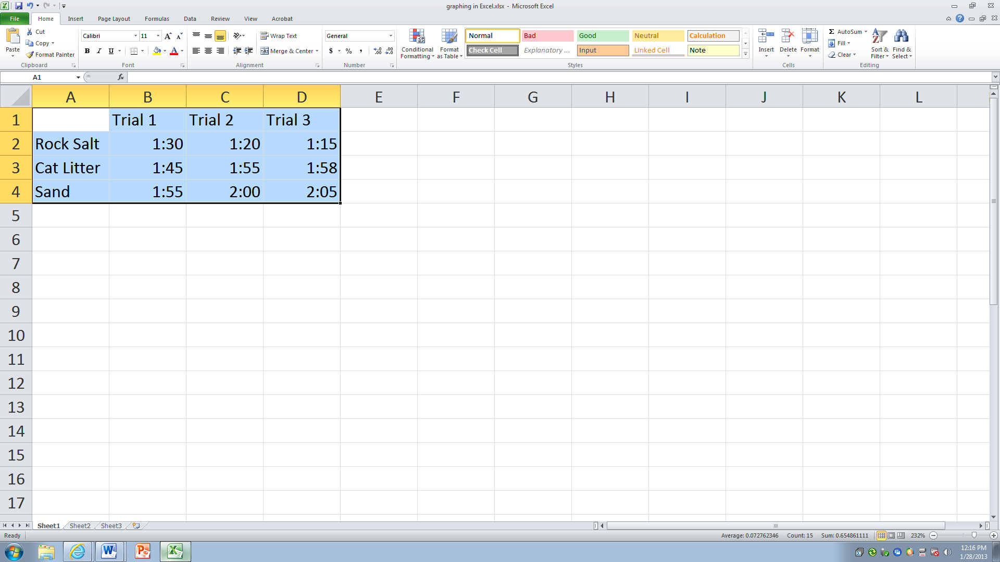 graphing in Excel.xlsx - Microsoft Excel
File Home Insert Page Layout Formulas Data Review View Acrobat
Paste Cut Copy Format Painter
Clipboard
Calibri 11
B I U
Font
Wrap Text
Merge & Center
Alignment
General
$ % ,
Number
Conditional Formatting
Format as Table
Normal Bad Good Neutral Calculation
Check Cell Explanatory ... Input Linked Cell Note
Styles
Insert Delete Format
Cells
Σ AutoSum
Fill
Clear
Sort & Filter
Find & Select
Editing
A1 fx
A B C D E F G H I J K L
1 Trial 1 Trial 2 Trial 3
2 Rock Salt 1:30 1:20 1:15
3 Cat Litter 1:45 1:55 1:58
4 Sand 1:55 2:00 2:05
5
6
7
8
9
10
11
12
13
14
15
16
17
Sheet1 Sheet2 Sheet3
Ready Average: 0.072762346 Count: 15 Sum: 0.654861111 232%
12:16 PM
1/28/2013